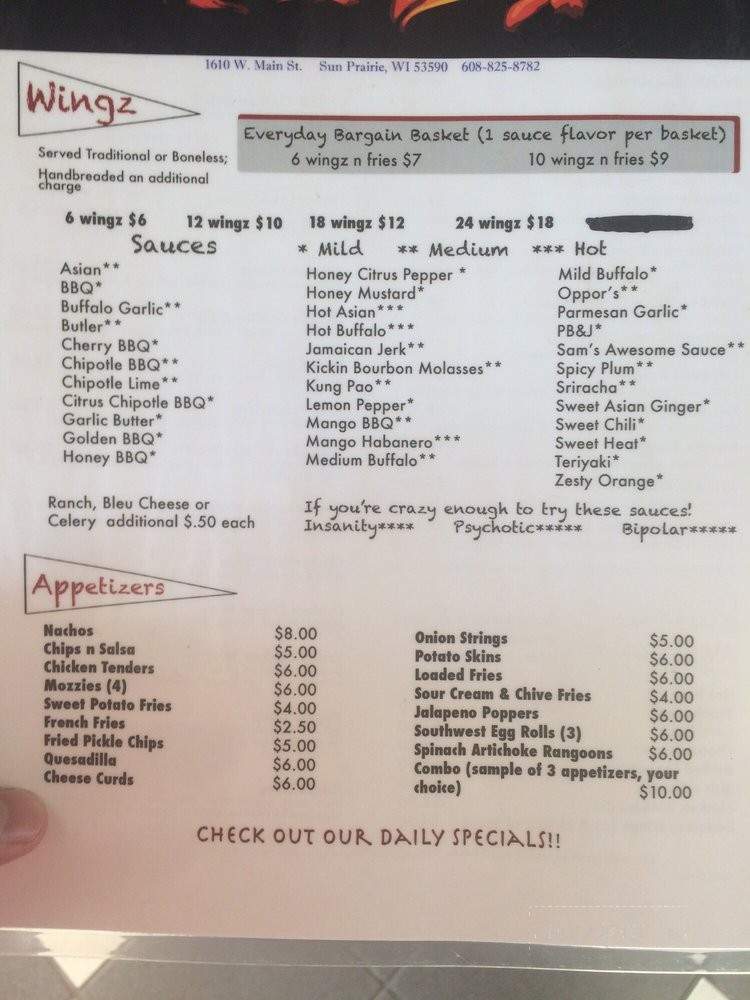 1610 W. Main St. Sun Prairie, WI 53590 608-825-8782
Wingz
Everyday Bargain Basket (1 sauce flavor per basket)
6 wingz n fries $7 10 wingz n fries $9
Served Traditional or Boneless;
Handbreaded an additional
charge
6 wingz $6 12 wingz $10 18 wingz $12 24 wingz $18
Sauces * Mild ** Medium *** Hot
Asian**
BBQ*
Buffalo Garlic**
Butler**
Cherry BBQ*
Chipotle BBQ**
Chipotle Lime**
Citrus Chipotle BBQ*
Garlic Butter*
Golden BBQ*
Honey BBQ*
Honey Citrus Pepper *
Honey Mustard*
Hot Asian***
Hot Buffalo***
Jamaican Jerk**
Kickin Bourbon Molasses**
Kung Pao**
Lemon Pepper*
Mango BBQ**
Mango Habanero***
Medium Buffalo**
Mild Buffalo*
Oppor's**
Parmesan Garlic*
PB&J*
Sam's Awesome Sauce**
Spicy Plum**
Sriracha**
Sweet Asian Ginger*
Sweet Chili*
Sweet Heat*
Teriyaki*
Zesty Orange*
Ranch, Bleu Cheese or
Celery additional $.50 each
If you're crazy enough to try these sauces!
Insanity**** Psychotic***** Bipolar*****
Appetizers
Nachos $8.00
Chips n Salsa $5.00
Chicken Tenders $6.00
Mozzies (4) $6.00
Sweet Potato Fries $4.00
French Fries $2.50
Fried Pickle Chips $5.00
Quesadilla $6.00
Cheese Curds $6.00
Onion Strings $5.00
Potato Skins $6.00
Loaded Fries $6.00
Sour Cream & Chive Fries $4.00
Jalapeno Poppers $6.00
Southwest Egg Rolls (3) $6.00
Spinach Artichoke Rangoons $6.00
Combo (sample of 3 appetizers, your
choice) $10.00
CHECK OUT OUR DAILY SPECIALS!!